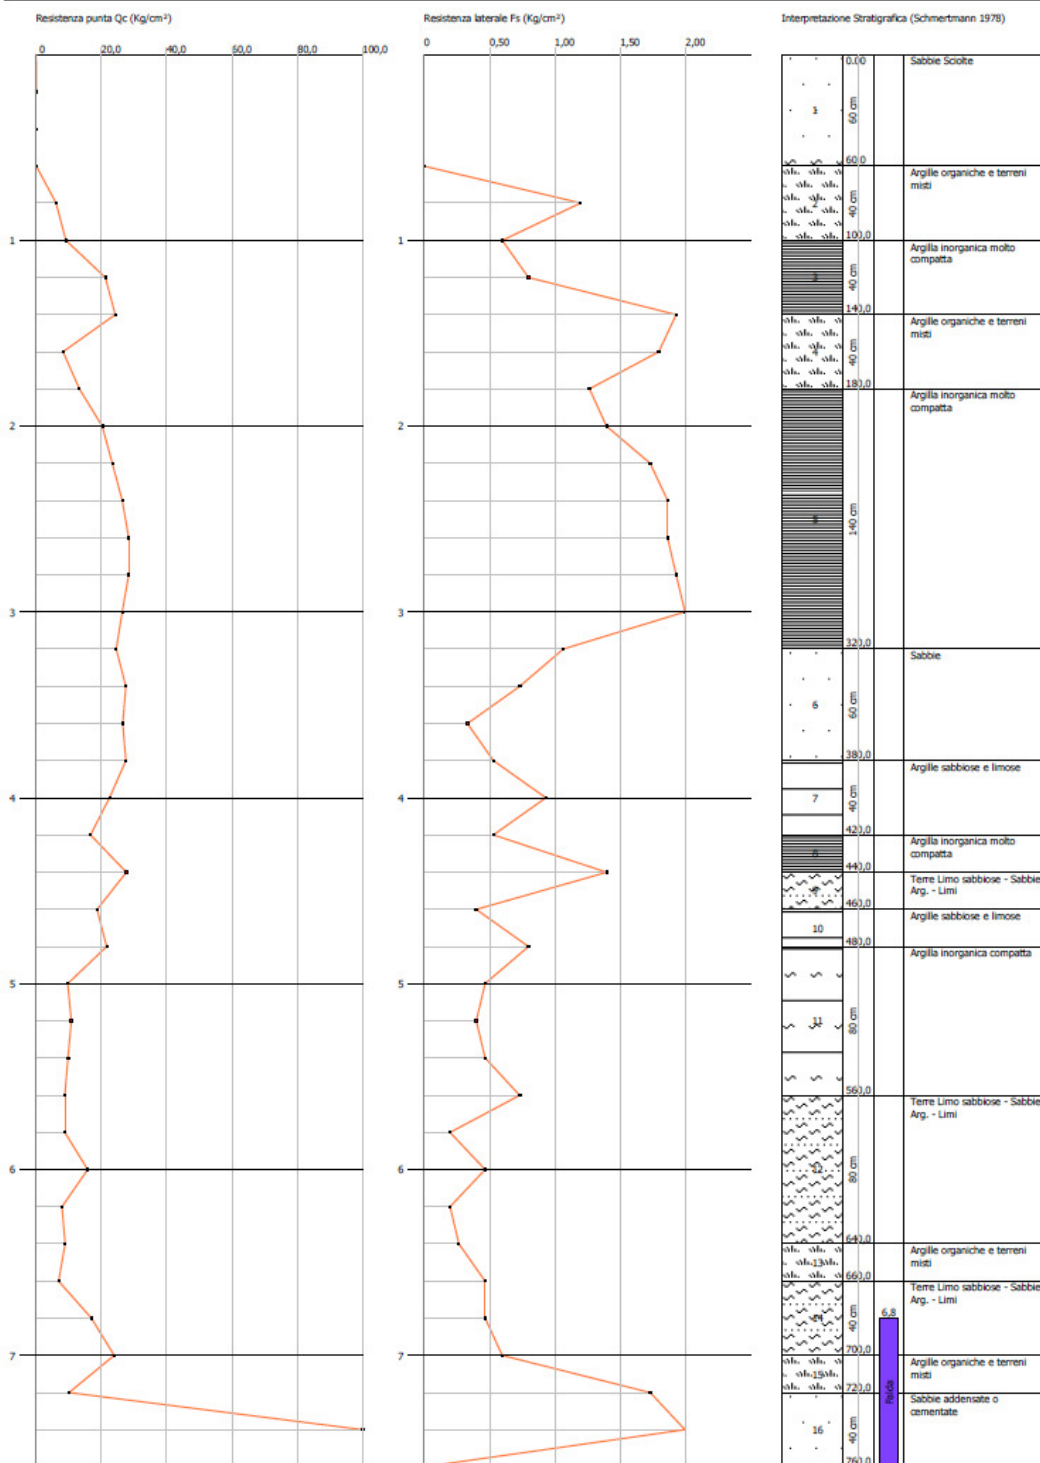 Resistenza punta Qc (Kg/cm²)
Resistenza laterale Fs (Kg/cm²)
Interpretazione Stratigrafica (Schmertmann 1978)
0 20,0 40,0 60,0 80,0 100,0
0 0,50 1,00 1,50 2,00
0.00
Sabbie Sciolte
1
60 cm
60,0
Argille organiche e terreni
misti
2
40 cm
1
1
100,0
Argilla inorganica molto
compatta
3
40 cm
140,0
Argille organiche e terreni
misti
4
40 cm
180,0
Argilla inorganica molto
compatta
2
2
5
140 cm
3
3
320,0
Sabbie
6
60 cm
380,0
Argille sabbiose e limose
4
4
7
40 cm
420,0
Argilla inorganica molto
compatta
8
440,0
Terre Limo sabbiose - Sabbie
Arg. - Limi
9
460,0
Argille sabbiose e limose
10
480,0
Argilla inorganica compatta
5
5
11
80 cm
560,0
Terre Limo sabbiose - Sabbie
Arg. - Limi
6
6
12
80 cm
640,0
Argille organiche e terreni
misti
13
660,0
Terre Limo sabbiose - Sabbie
Arg. - Limi
6,8
14
40 cm
7
7
700,0
Argille organiche e terreni
misti
15
720,0
Falda
Sabbie addensate o
cementate
16
40 cm
760,0